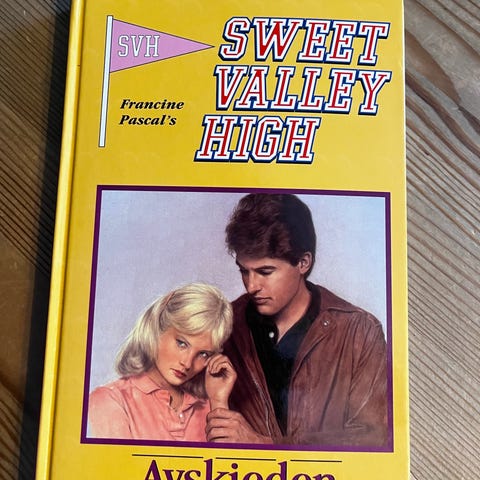 SVH
Francine
Pascal's
SWEET
VALLEY
HIGH
Avskjeden